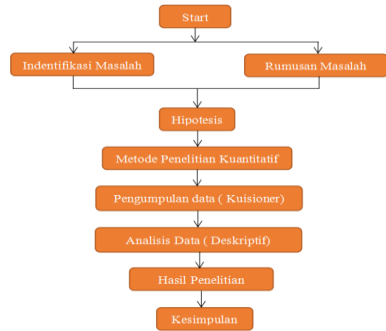 Start
Indentifikasi Masalah
Rumusan Masalah
Hipotesis
Metode Penelitian Kuantitatif
Pengumpulan data ( Kuisioner)
Analisis Data ( Deskriptif)
Hasil Penelitian
Kesimpulan